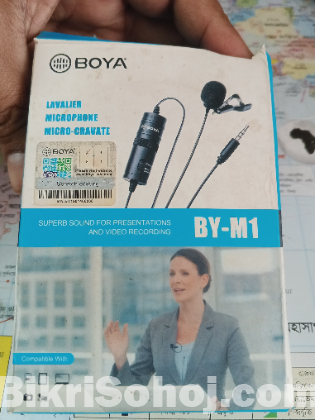 BOYA
LAVALIER
MICROPHONE
MICRO-CRAVATE
BOYA
SUPERB SOUND FOR PRESENTATIONS
AND VIDEO RECORDING
BY-M1
Compatible With
BikriSohoj.com